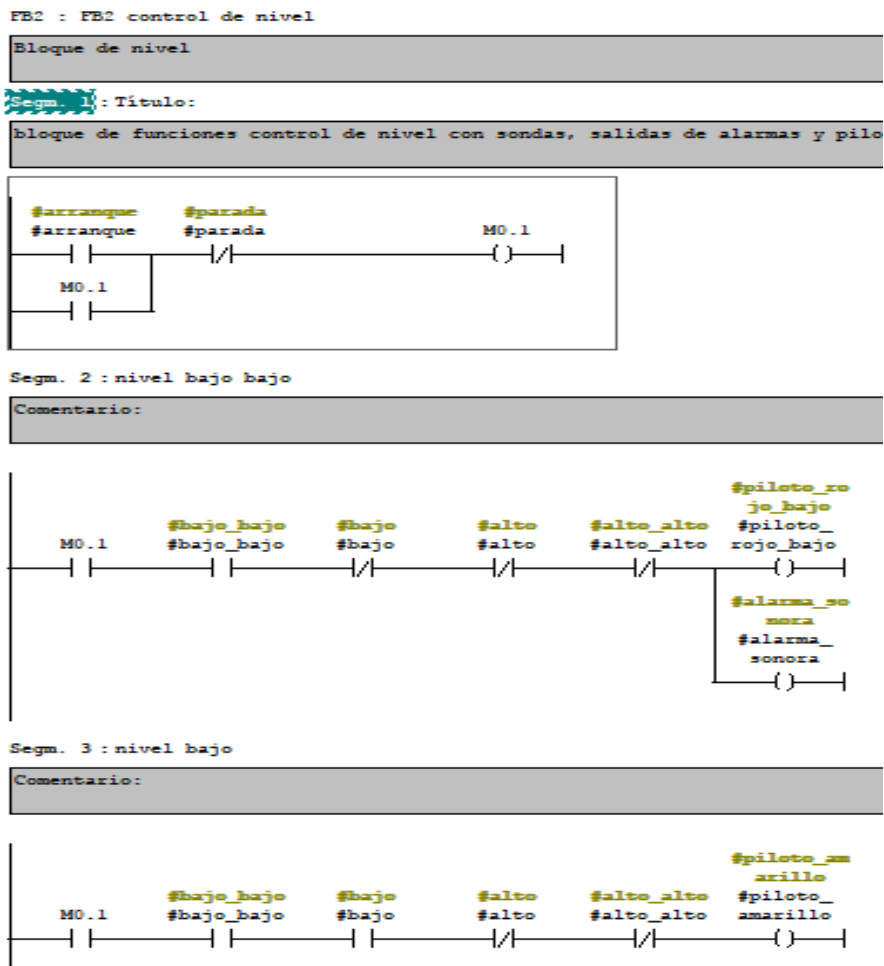 FB2 : FB2 control de nivel
Bloque de nivel
Segm. 1 : Título:
bloque de funciones control de nivel con sondas, salidas de alarmas y pilo
#arranque #parada
#arranque #parada M0.1
M0.1
Segm. 2 : nivel bajo bajo
Comentario:
#piloto_ro
jo_bajo
#bajo_bajo #bajo #alto #alto_alto #piloto_
M0.1 #bajo_bajo #bajo #alto #alto_alto rojo_bajo
#alarma_so
nora
#alarma_
sonora
Segm. 3 : nivel bajo
Comentario:
#piloto_am
arillo
#bajo_bajo #bajo #alto #alto_alto #piloto_
M0.1 #bajo_bajo #bajo #alto #alto_alto amarillo